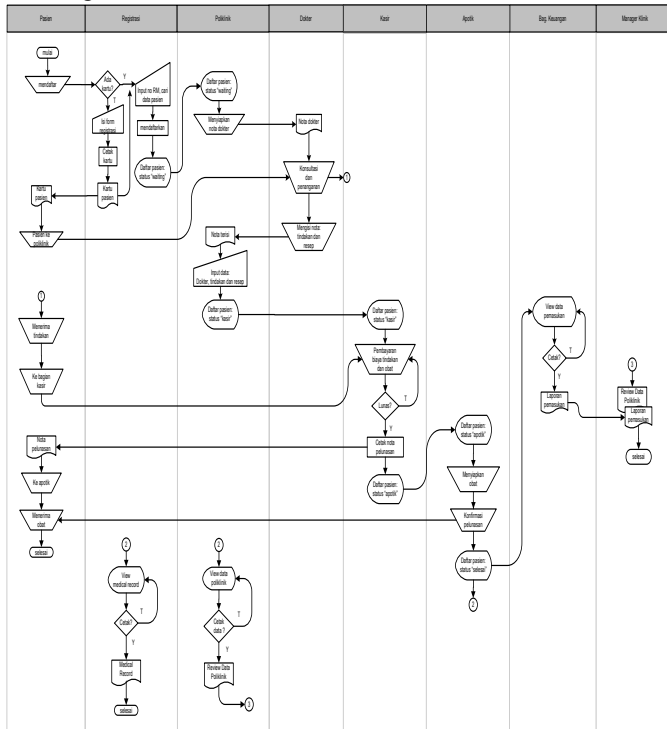 Pasien
Registrasi
Poliklinik
Dokter
Kasir
Apotik
Bag. Keuangan
Manager Klinik
mulai
mendaftar
Ada
kartu?
Y
T
Input no RM, cari
data pasien
Isi form
registrasi
mendaftarkan
Cetak
kartu
Daftar pasien:
status "waiting"
Kartu
pasien
Kartu
pasien
Pasien ke
poliklinik
Daftar pasien:
status "waiting"
Menyiapkan
nota dokter
Nota dokter
Konsultasi
dan
penanganan
1
Mengisi nota:
tindakan dan
resep
Nota terisi
Input data:
Dokter, tindakan dan resep
Daftar pasien:
status "kasir"
Daftar pasien:
status "kasir"
1
Menerima
tindakan
Ke bagian
kasir
Pembayaran
biaya tindakan
dan obat
Lunas?
T
Y
Cetak nota
pelunasan
Daftar pasien:
status "apotik"
Nota
pelunasan
Ke apotik
Menerima
obat
selesai
Daftar pasien:
status "apotik"
Menyiapkan
obat
Konfirmasi
pelunasan
Daftar pasien:
status "selesai"
2
View data
pemasukan
Cetak?
T
Y
Laporan
pemasukan
3
Review Data
Poliklinik
Laporan
pemasukan
selesai
2
View
medical record
Cetak?
T
Y
Medical
Record
selesai
2
View data
poliklinik
Cetak
data ?
T
Y
Review Data
Poliklinik
3